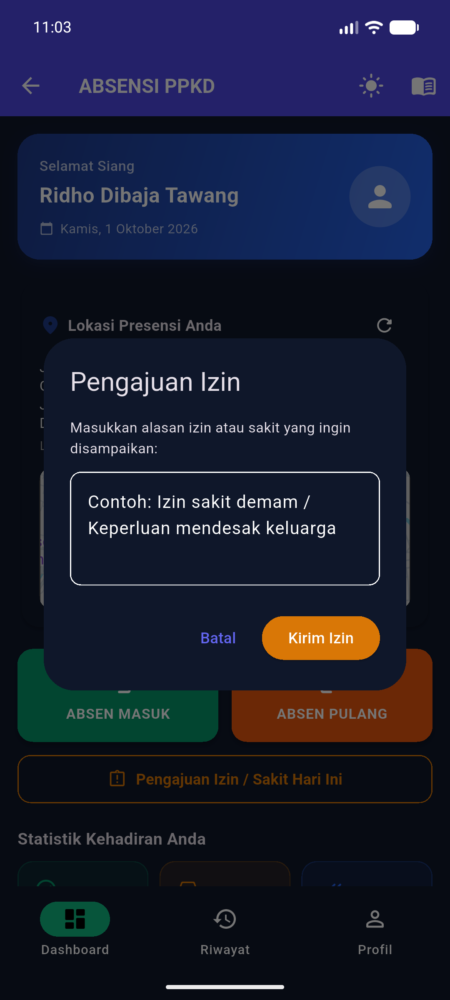 11:03
ABSENSI PPKD
Selamat Siang
Ridho Dibaja Tawang
Kamis, 1 Oktober 2026
Lokasi Presensi Anda
Pengajuan Izin
Masukkan alasan izin atau sakit yang ingin
disampaikan:
Contoh: Izin sakit demam /
Keperluan mendesak keluarga
Batal
Kirim Izin
ABSEN MASUK
ABSEN PULANG
Pengajuan Izin / Sakit Hari Ini
Statistik Kehadiran Anda
Dashboard
Riwayat
Profil